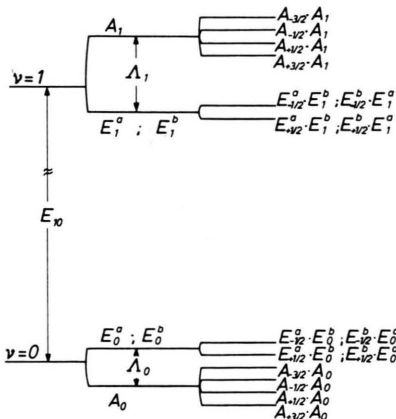 A₋₃/₂·A₁
A₁
A₋₁/₂·A₁
A₊₁/₂·A₁
A₊₃/₂·A₁
Λ₁
ν=1
E₋₁/₂ᵃ·E₁ᵇ ; E₋₁/₂ᵇ·E₁ᵃ
E₁ᵃ ; E₁ᵇ
E₊₁/₂ᵃ·E₁ᵇ ; E₊₁/₂ᵇ·E₁ᵃ
E₁₀
E₀ᵃ ; E₀ᵇ
E₋₁/₂ᵃ·E₀ᵇ ; E₋₁/₂ᵇ·E₀ᵃ
ν=0
E₊₁/₂ᵃ·E₀ᵇ ; E₊₁/₂ᵇ·E₀ᵃ
Λ₀
A₋₃/₂·A₀
A₋₁/₂·A₀
A₀
A₊₁/₂·A₀
A₊₃/₂·A₀